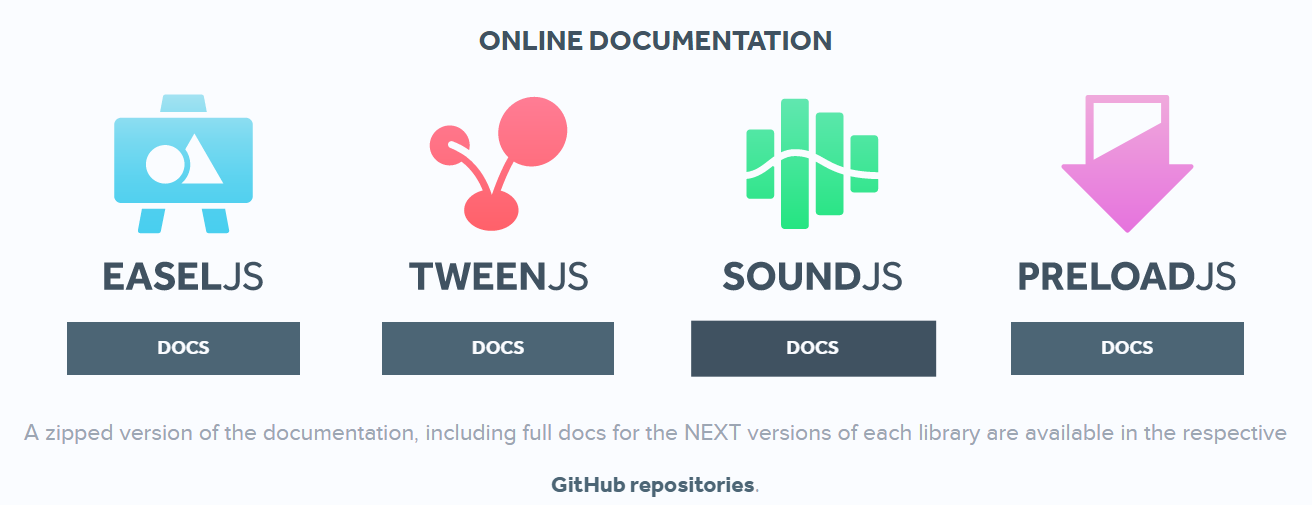 ONLINE DOCUMENTATION
EASELJS
TWEENJS
SOUNDJS
PRELOADJS
DOCS
DOCS
DOCS
DOCS
A zipped version of the documentation, including full docs for the NEXT versions of each library are available in the respective
GitHub repositories.